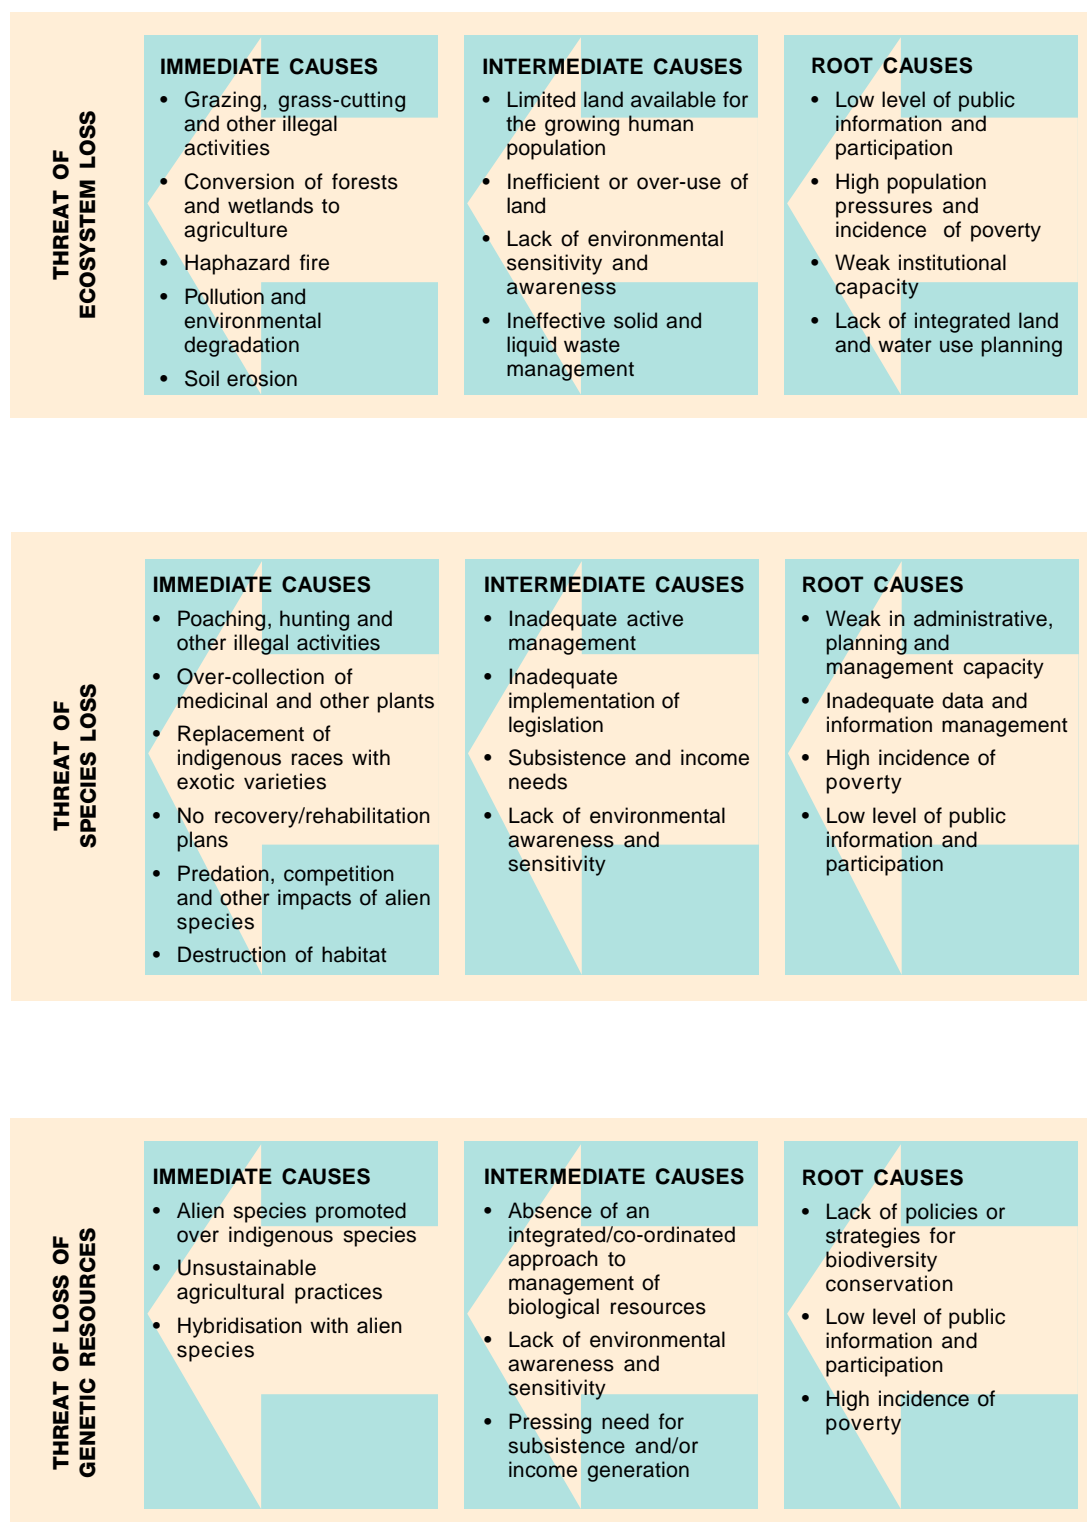 THREAT OF
ECOSYSTEM LOSS
IMMEDIATE CAUSES
• Grazing, grass-cutting
and other illegal
activities
• Conversion of forests
and wetlands to
agriculture
• Haphazard fire
• Pollution and
environmental
degradation
• Soil erosion
INTERMEDIATE CAUSES
• Limited land available for
the growing human
population
• Inefficient or over-use of
land
• Lack of environmental
sensitivity and
awareness
• Ineffective solid and
liquid waste
management
ROOT CAUSES
• Low level of public
information and
participation
• High population
pressures and
incidence of poverty
• Weak institutional
capacity
• Lack of integrated land
and water use planning
THREAT OF
SPECIES LOSS
IMMEDIATE CAUSES
• Poaching, hunting and
other illegal activities
• Over-collection of
medicinal and other plants
• Replacement of
indigenous races with
exotic varieties
• No recovery/rehabilitation
plans
• Predation, competition
and other impacts of alien
species
• Destruction of habitat
INTERMEDIATE CAUSES
• Inadequate active
management
• Inadequate
implementation of
legislation
• Subsistence and income
needs
• Lack of environmental
awareness and
sensitivity
ROOT CAUSES
• Weak in administrative,
planning and
management capacity
• Inadequate data and
information management
• High incidence of
poverty
• Low level of public
information and
participation
THREAT OF LOSS OF
GENETIC RESOURCES
IMMEDIATE CAUSES
• Alien species promoted
over indigenous species
• Unsustainable
agricultural practices
• Hybridisation with alien
species
INTERMEDIATE CAUSES
• Absence of an
integrated/co-ordinated
approach to
management of
biological resources
• Lack of environmental
awareness and
sensitivity
• Pressing need for
subsistence and/or
income generation
ROOT CAUSES
• Lack of policies or
strategies for
biodiversity
conservation
• Low level of public
information and
participation
• High incidence of
poverty